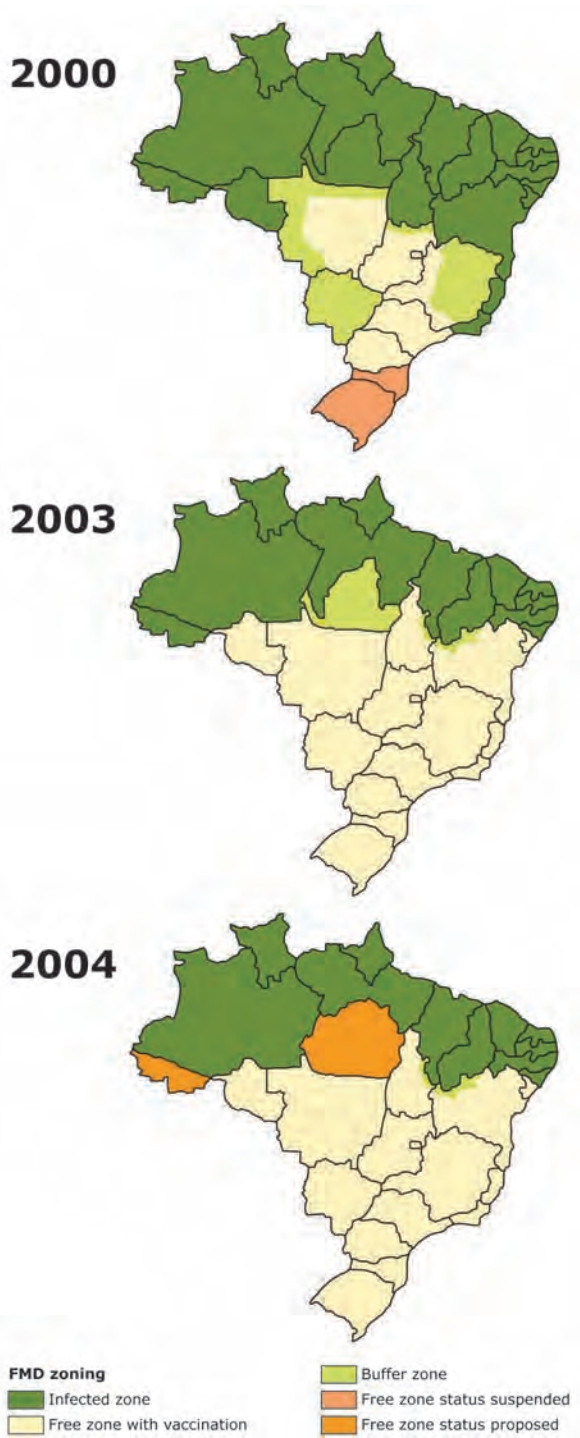 2000
2003
2004
FMD zoning
Infected zone
Free zone with vaccination
Buffer zone
Free zone status suspended
Free zone status proposed